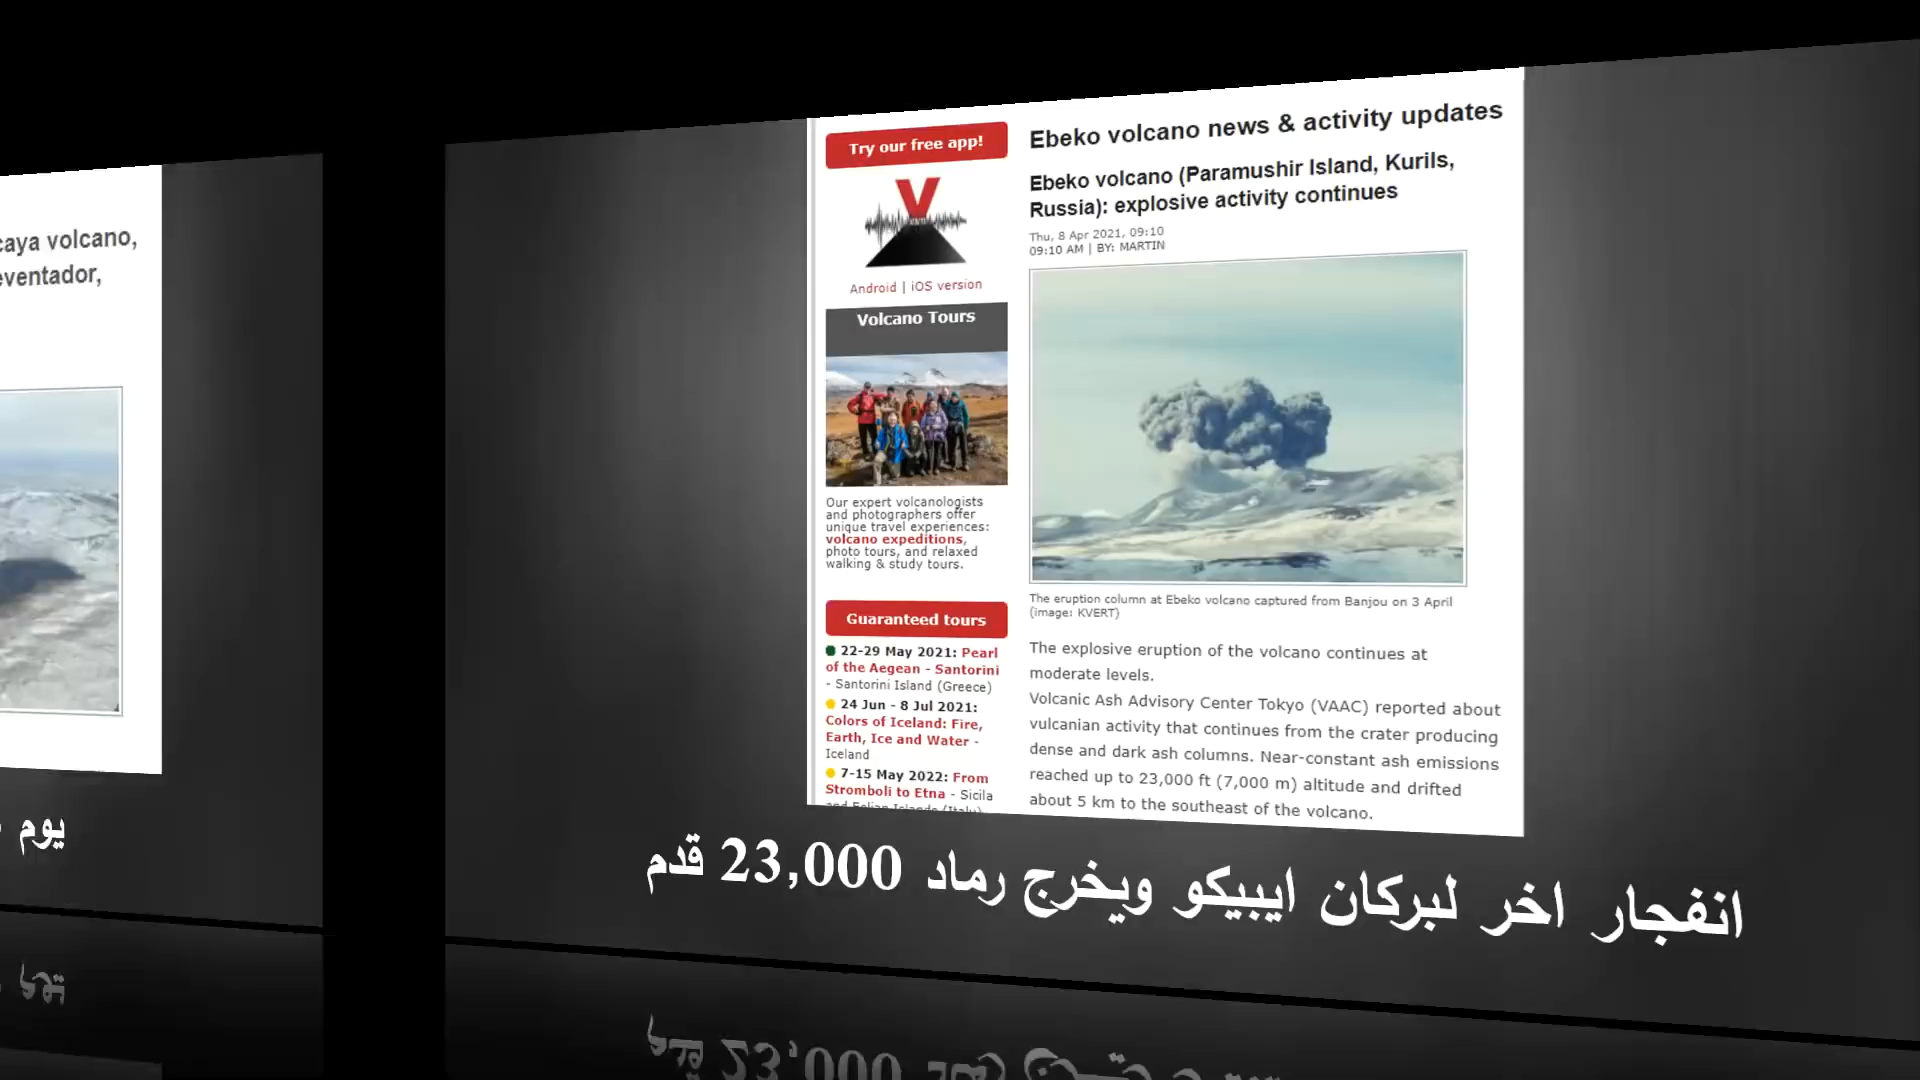 caya volcano,
eventador,
يوم
Try our free app!
V
Android | iOS version
Volcano Tours
Our expert volcanologists
and photographers offer
unique travel experiences:
volcano expeditions,
photo tours, and relaxed
walking & study tours.
Guaranteed tours
22-29 May 2021: Pearl
of the Aegean - Santorini
- Santorini Island (Greece)
24 Jun - 8 Jul 2021:
Colors of Iceland: Fire,
Earth, Ice and Water -
Iceland
7-15 May 2022: From
Stromboli to Etna - Sicila
and Eolian Islands (Italy)
Ebeko volcano news & activity updates
Ebeko volcano (Paramushir Island, Kurils,
Russia): explosive activity continues
Thu, 8 Apr 2021, 09:10
09:10 AM | BY: MARTIN
The eruption column at Ebeko volcano captured from Banjou on 3 April
(image: KVERT)
The explosive eruption of the volcano continues at
moderate levels.
Volcanic Ash Advisory Center Tokyo (VAAC) reported about
vulcanian activity that continues from the crater producing
dense and dark ash columns. Near-constant ash emissions
reached up to 23,000 ft (7,000 m) altitude and drifted
about 5 km to the southeast of the volcano.
انفجار اخر لبركان ايبيكو ويخرج رماد 23,000 قدم